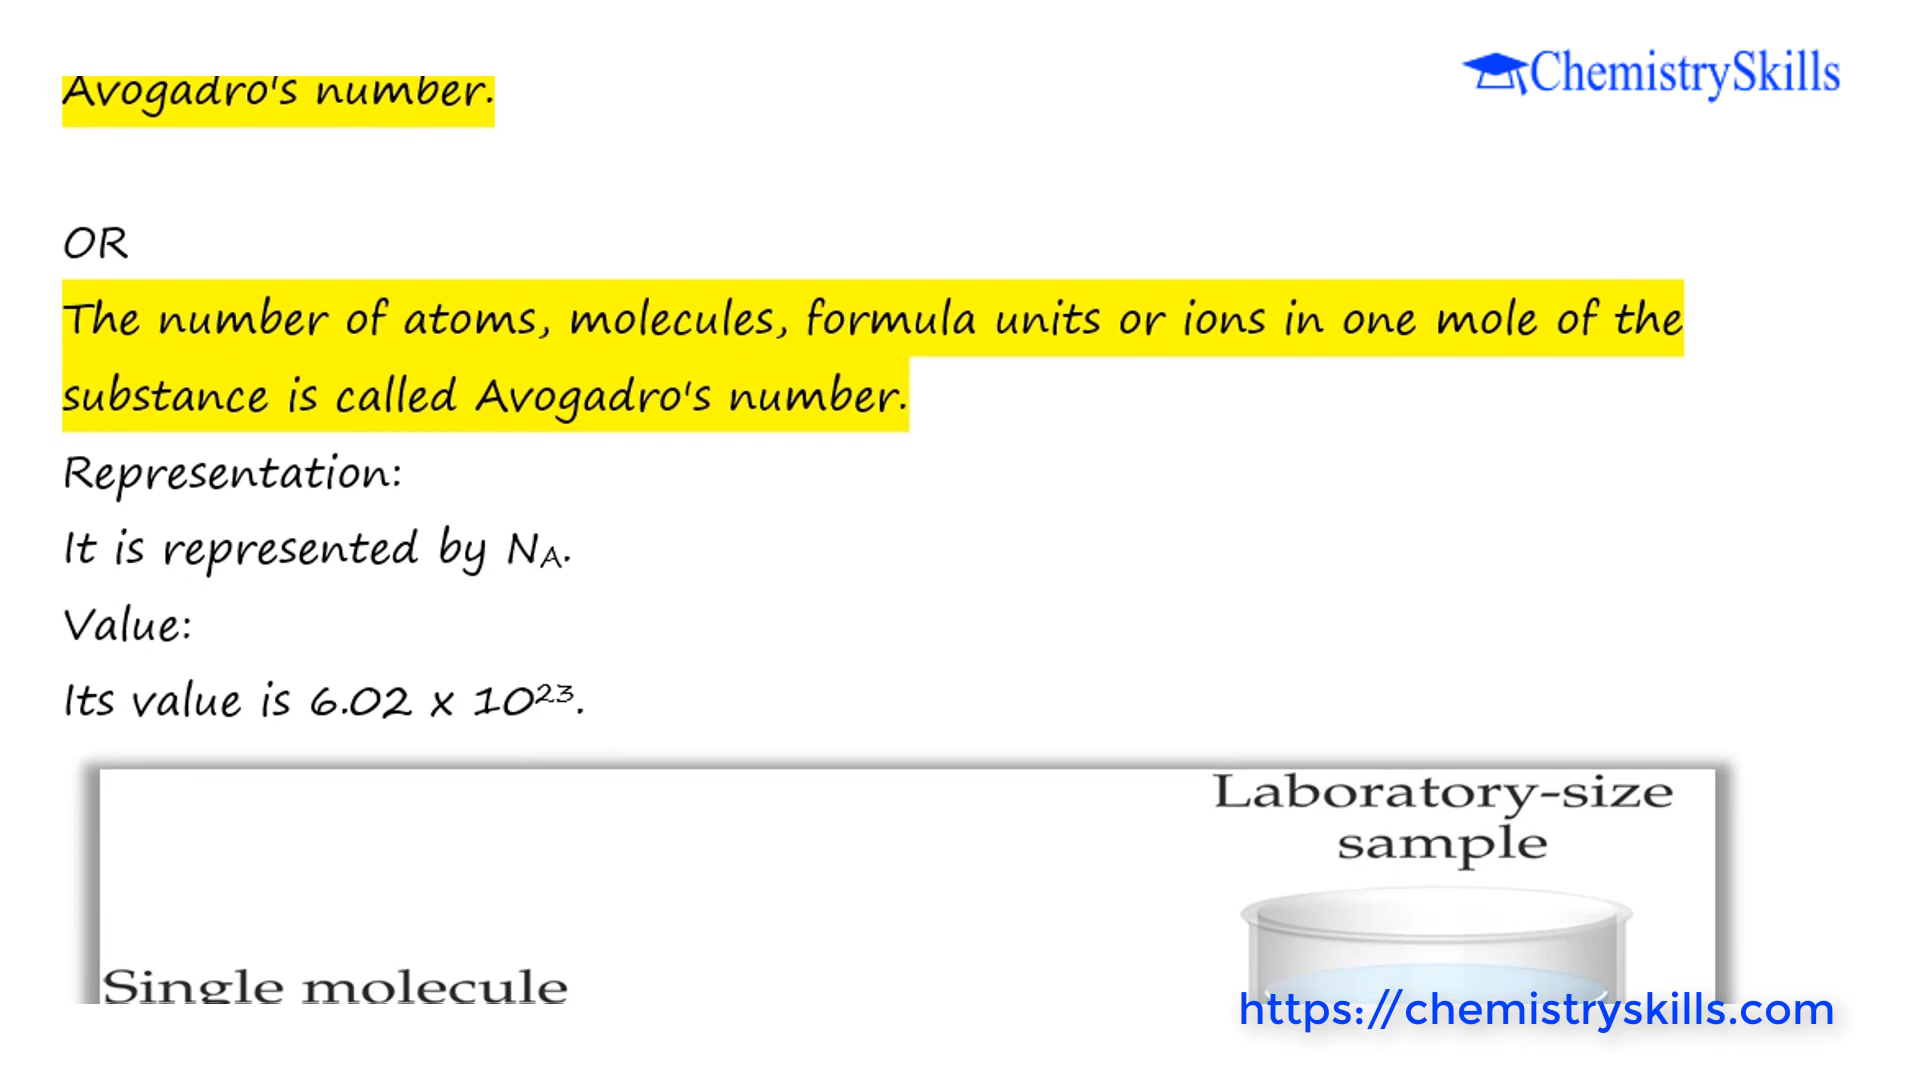 Avogadro's number.
ChemistrySkills
OR
The number of atoms, molecules, formula units or ions in one mole of the
substance is called Avogadro's number.
Representation:
It is represented by N_A.
Value:
Its value is 6.02 x 10²³.
Laboratory-size
sample
Single molecule
https://chemistryskills.com